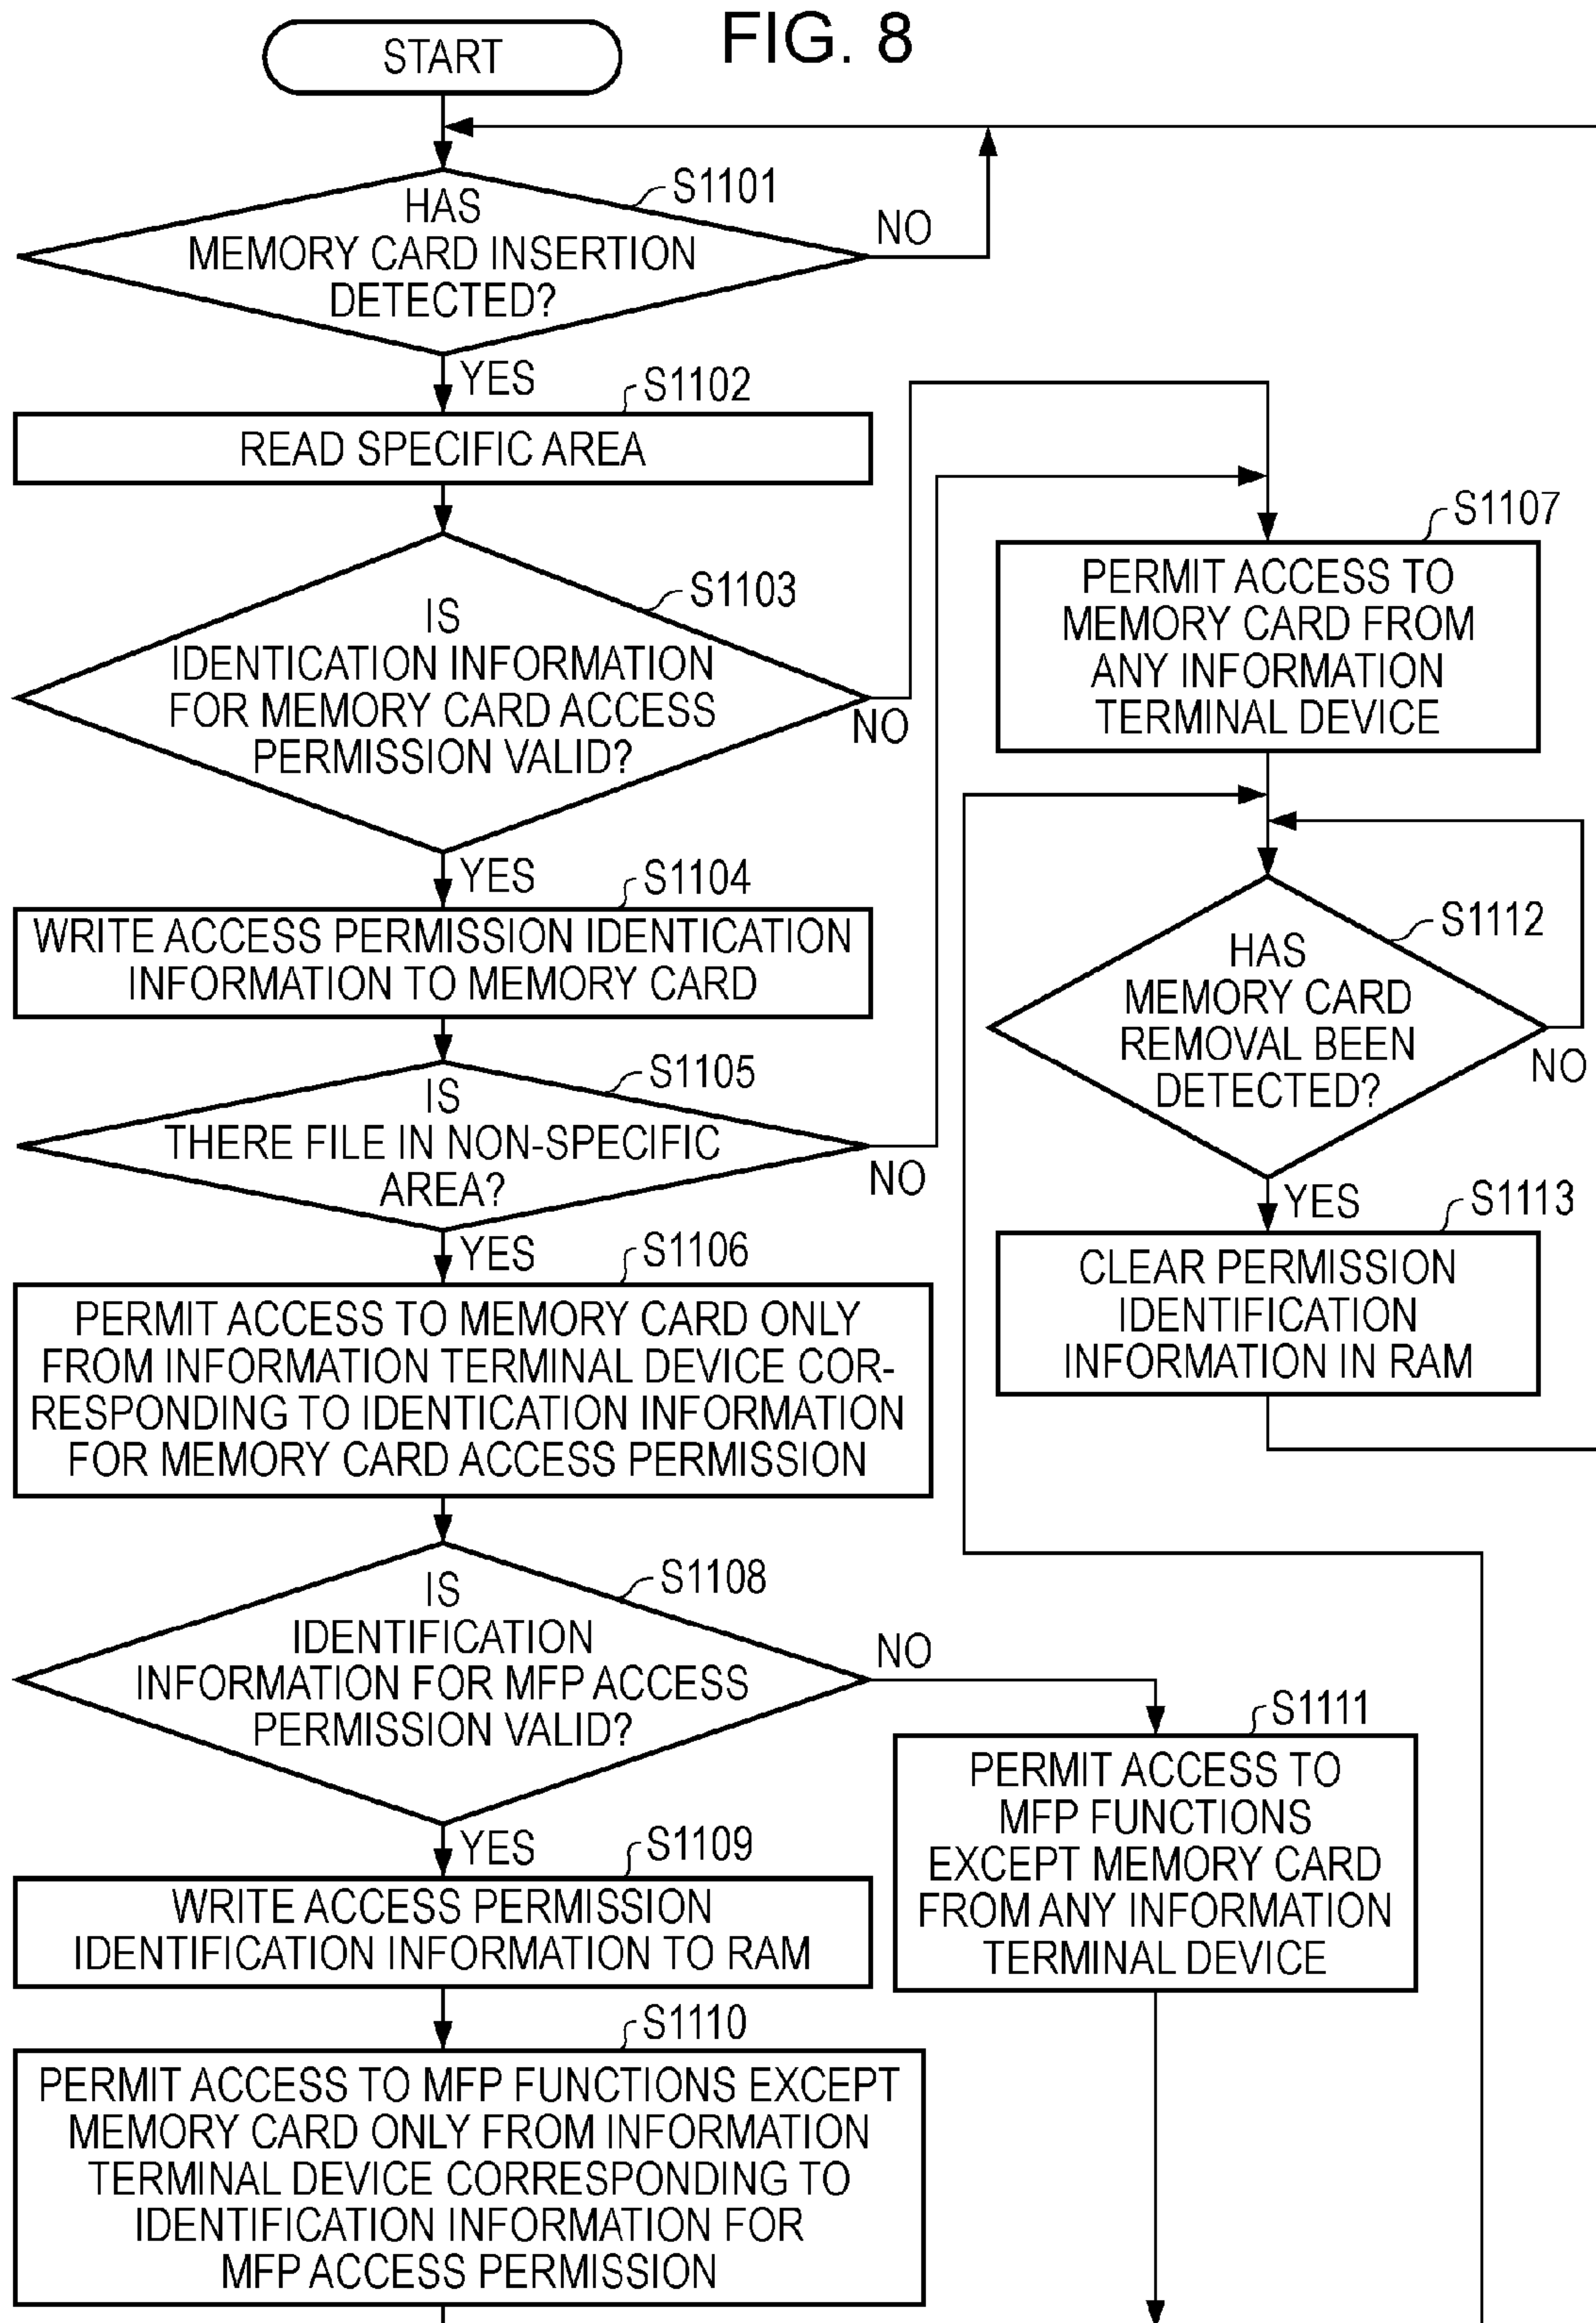 FIG. 8
START
S1101
HAS
MEMORY CARD INSERTION
DETECTED?
NO
YES
S1102
READ SPECIFIC AREA
S1103
IS
IDENTICATION INFORMATION
FOR MEMORY CARD ACCESS
PERMISSION VALID?
NO
YES
S1104
WRITE ACCESS PERMISSION IDENTICATION
INFORMATION TO MEMORY CARD
S1105
IS
THERE FILE IN NON-SPECIFIC
AREA?
NO
YES
S1106
PERMIT ACCESS TO MEMORY CARD ONLY
FROM INFORMATION TERMINAL DEVICE COR-
RESPONDING TO IDENTICATION INFORMATION
FOR MEMORY CARD ACCESS PERMISSION
S1107
PERMIT ACCESS TO
MEMORY CARD FROM
ANY INFORMATION
TERMINAL DEVICE
S1112
HAS
MEMORY CARD
REMOVAL BEEN
DETECTED?
NO
YES
S1113
CLEAR PERMISSION
IDENTIFICATION
INFORMATION IN RAM
S1108
IS
IDENTIFICATION
INFORMATION FOR MFP ACCESS
PERMISSION VALID?
NO
YES
S1109
WRITE ACCESS PERMISSION
IDENTIFICATION INFORMATION TO RAM
S1111
PERMIT ACCESS TO
MFP FUNCTIONS
EXCEPT MEMORY CARD
FROM ANY INFORMATION
TERMINAL DEVICE
S1110
PERMIT ACCESS TO MFP FUNCTIONS EXCEPT
MEMORY CARD ONLY FROM INFORMATION
TERMINAL DEVICE CORRESPONDING TO
IDENTIFICATION INFORMATION FOR
MFP ACCESS PERMISSION